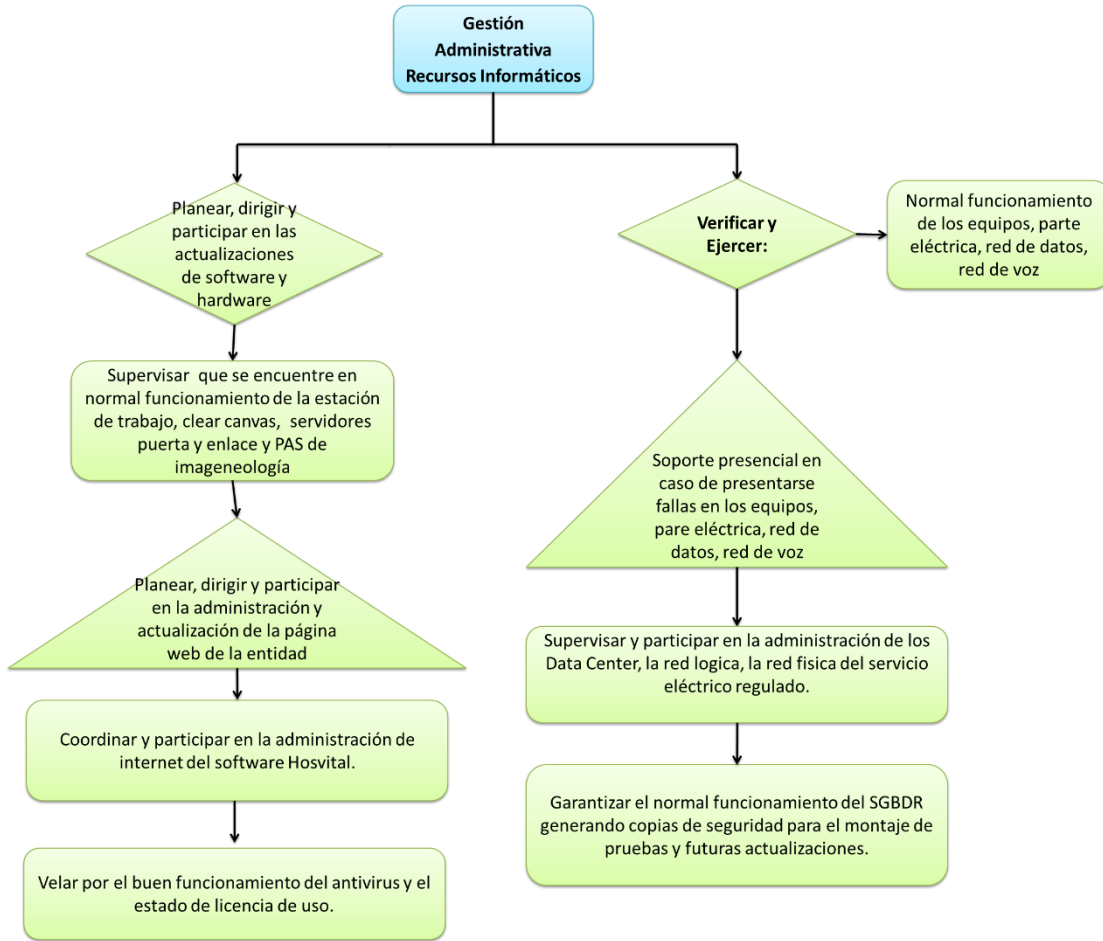 Gestión
Administrativa
Recursos Informáticos
Planear, dirigir y
participar en las
actualizaciones
de software y
hardware
Supervisar que se encuentre en
normal funcionamiento de la estación
de trabajo, clear canvas, servidores
puerta y enlace y PAS de
imageneología
Planear, dirigir y participar
en la administración y
actualización de la página
web de la entidad
Coordinar y participar en la administración de
internet del software Hosvital.
Velar por el buen funcionamiento del antivirus y el
estado de licencia de uso.
Verificar y
Ejercer:
Normal funcionamiento
de los equipos, parte
eléctrica, red de datos,
red de voz
Soporte presencial en
caso de presentarse
fallas en los equipos,
pare eléctrica, red de
datos, red de voz
Supervisar y participar en la administración de los
Data Center, la red logica, la red fisica del servicio
eléctrico regulado.
Garantizar el normal funcionamiento del SGBDR
generando copias de seguridad para el montaje de
pruebas y futuras actualizaciones.